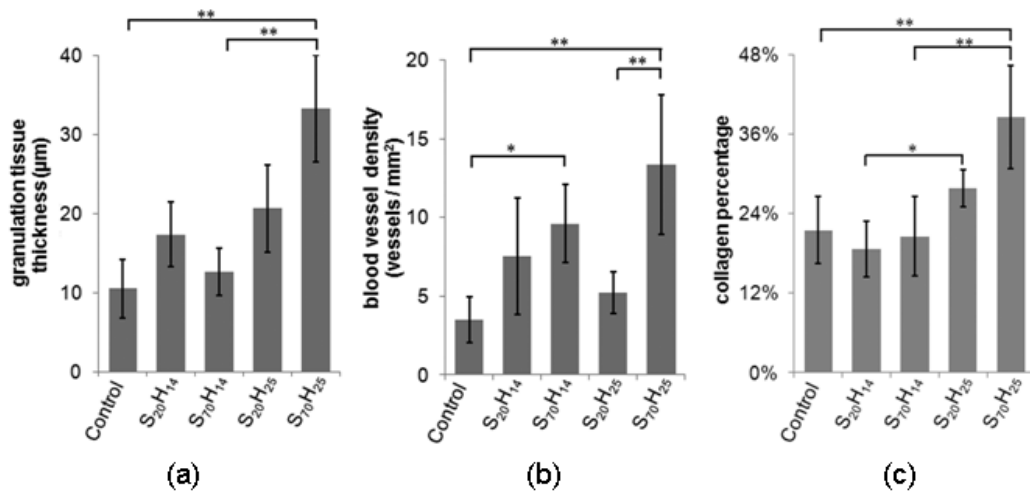 **
**
40
30
20
10
0
granulation tissue
thickness (µm)
Control
S₂₀H₁₄
S₇₀H₁₄
S₂₀H₂₅
S₇₀H₂₅
(a)
**
**
*
20
15
10
5
0
blood vessel density
(vessels / mm²)
Control
S₂₀H₁₄
S₇₀H₁₄
S₂₀H₂₅
S₇₀H₂₅
(b)
**
**
*
48%
36%
24%
12%
0%
collagen percentage
Control
S₂₀H₁₄
S₇₀H₁₄
S₂₀H₂₅
S₇₀H₂₅
(c)